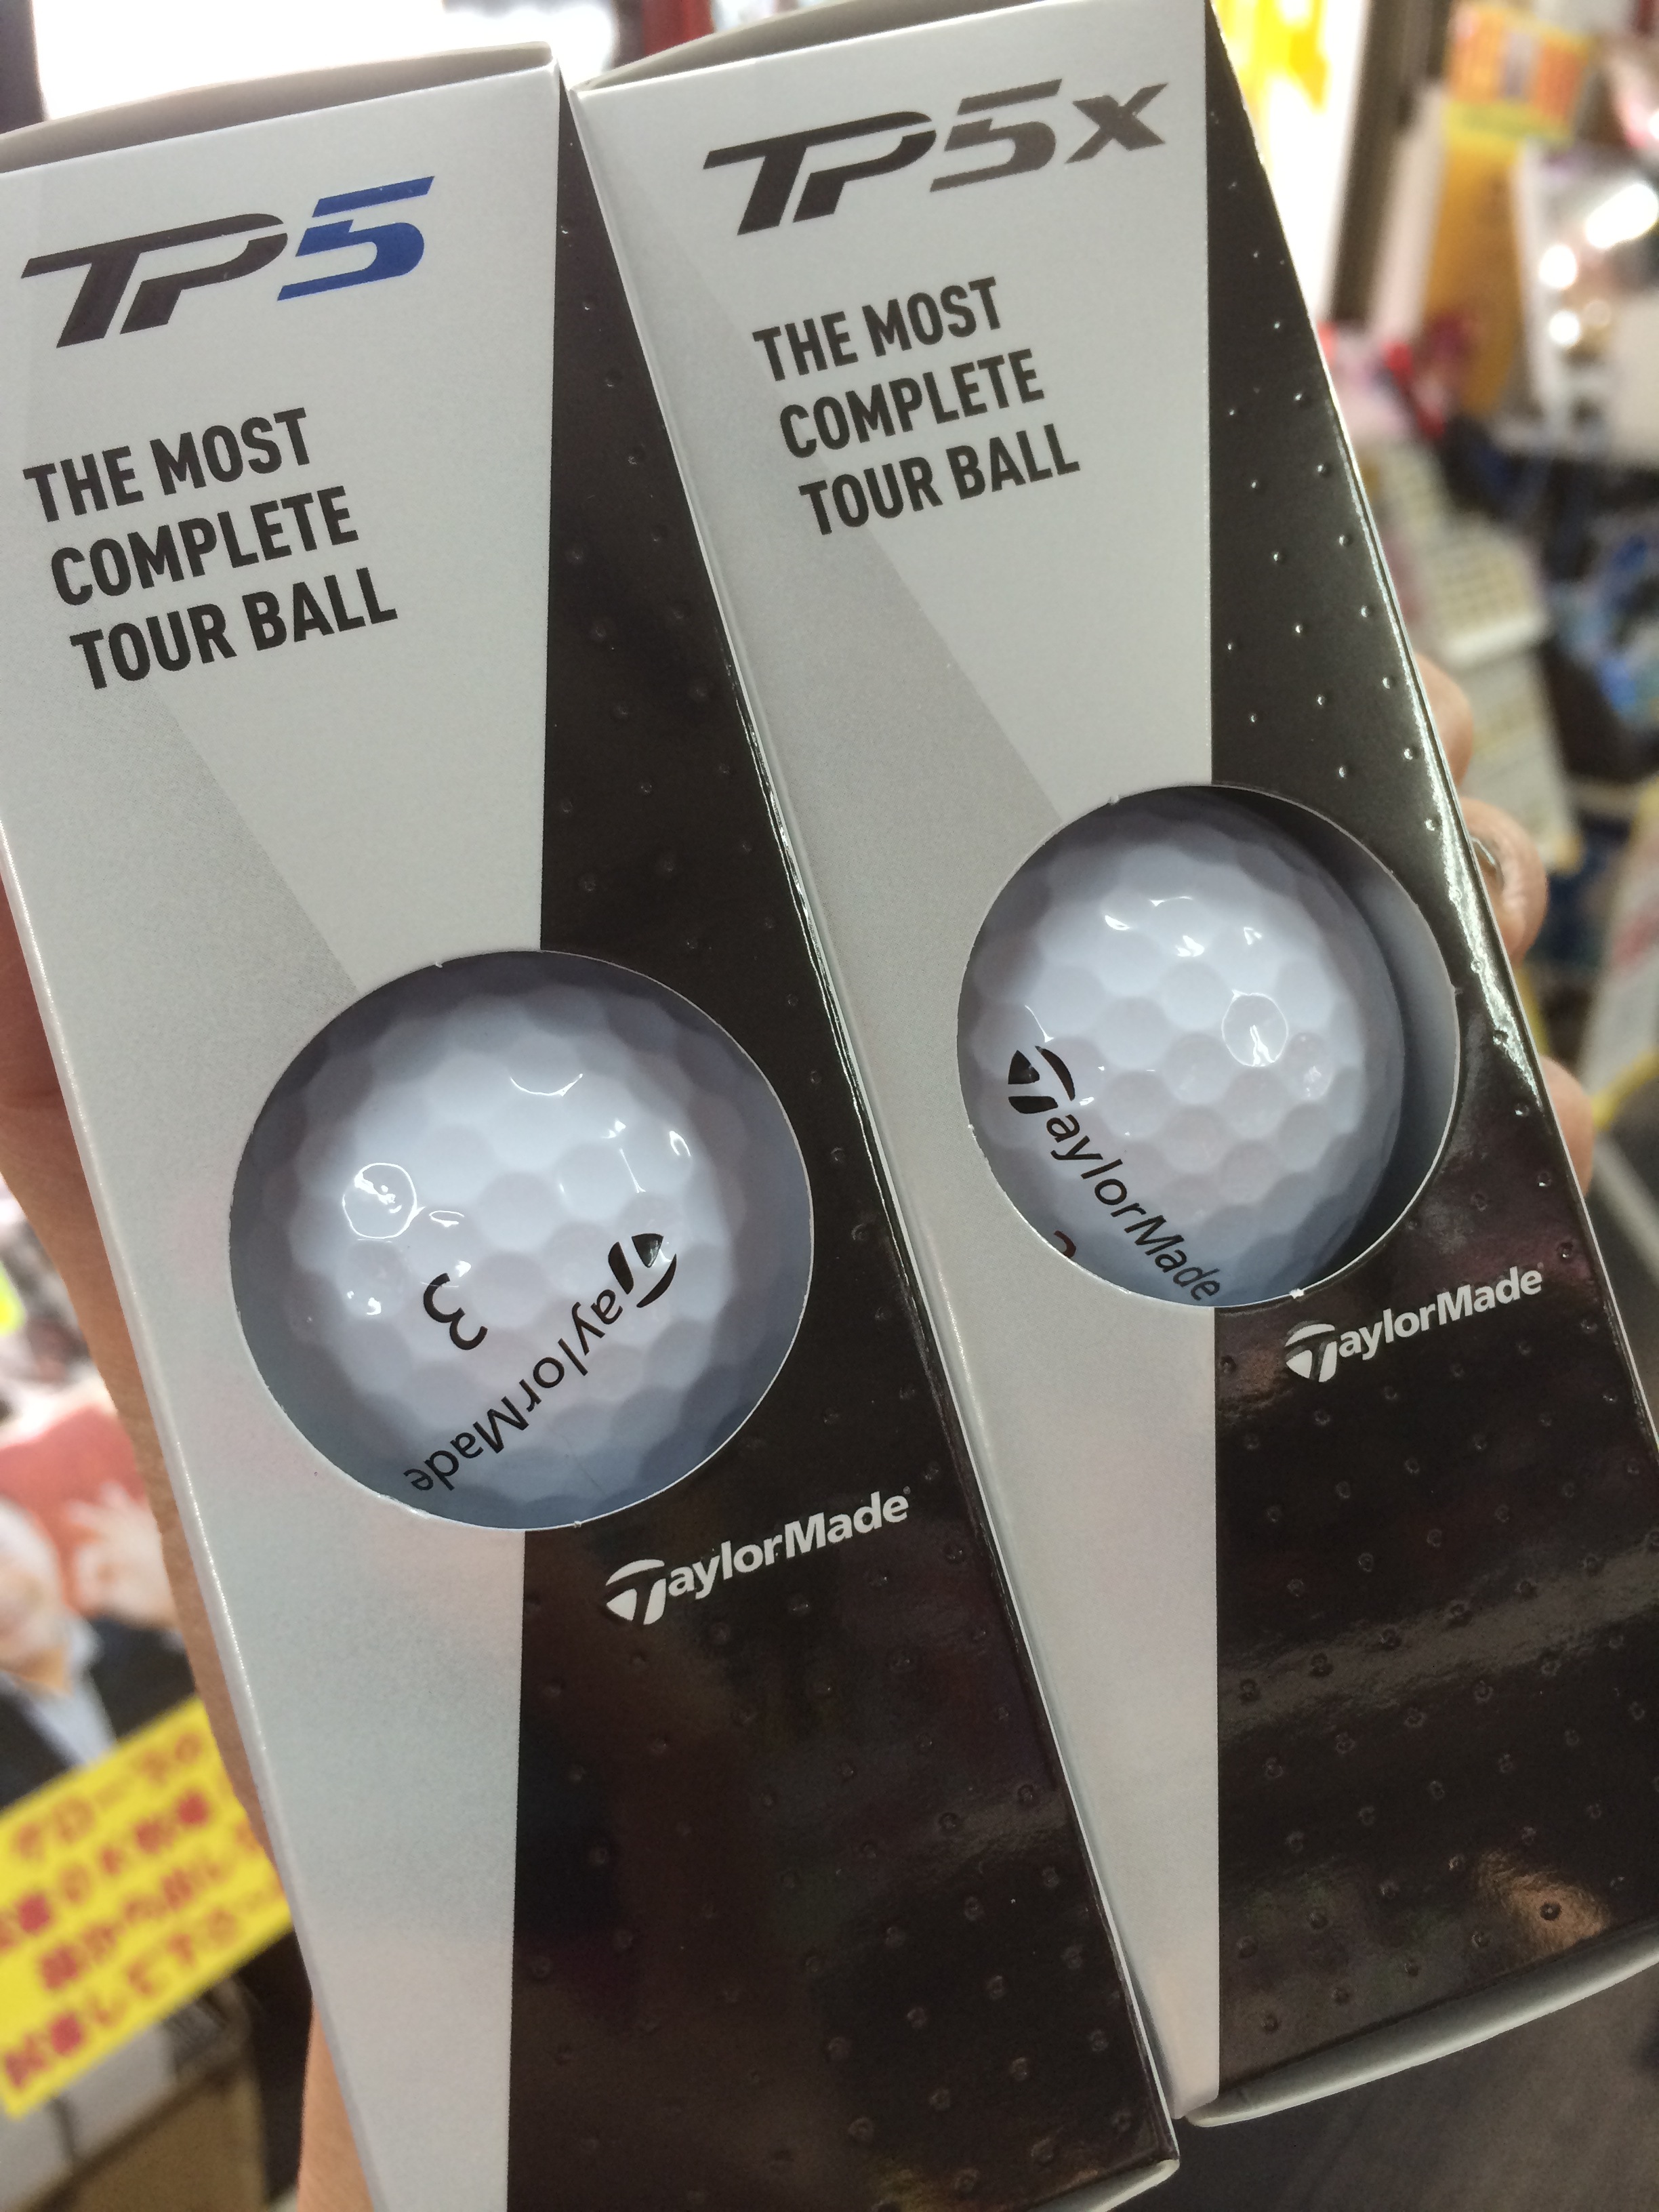 TP5
THE MOST
COMPLETE
TOUR BALL
3
TaylorMade
TaylorMade
TP5x
THE MOST
COMPLETE
TOUR BALL
TaylorMade
TaylorMade